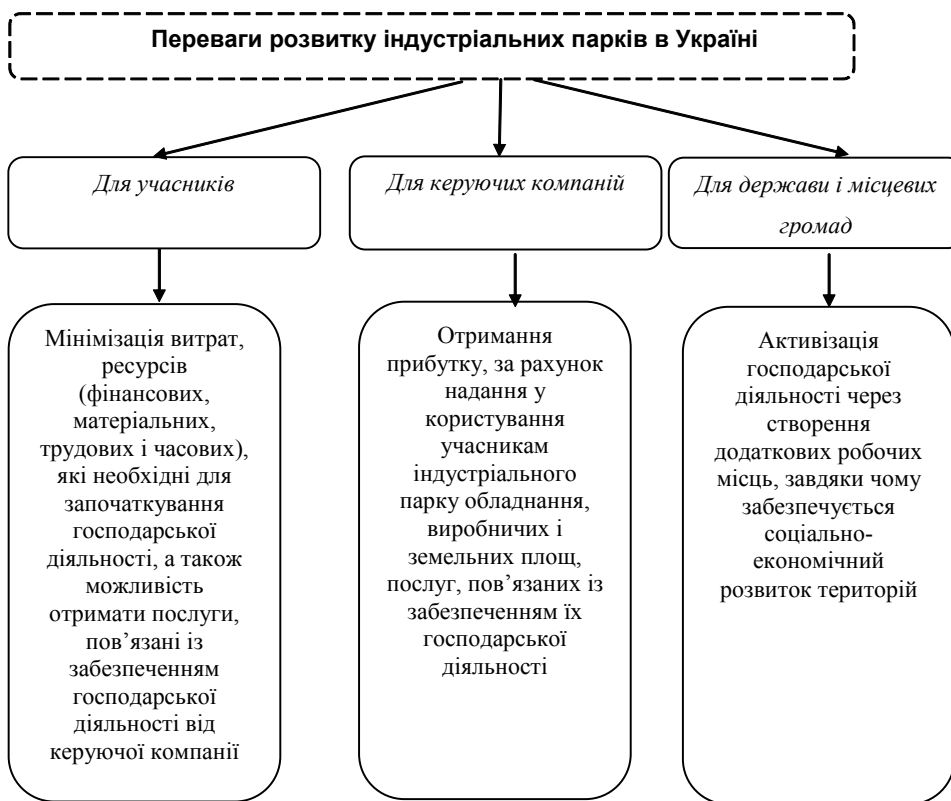 Переваги розвитку індустріальних парків в Україні
Для учасників
Для керуючих компаній
Для держави і місцевих
громад
Мінімізація витрат,
ресурсів
(фінансових,
матеріальних,
трудових і часових),
які необхідні для
започаткування
господарської
діяльності, а також
можливість
отримати послуги,
пов’язані із
забезпеченням
господарської
діяльності від
керуючої компанії
Отримання
прибутку, за рахунок
надання у
користування
учасникам
індустріального
парку обладнання,
виробничих і
земельних площ,
послуг, пов’язаних із
забезпеченням їх
господарської
діяльності
Активізація
господарської
діяльності через
створення
додаткових робочих
місць, завдяки чому
забезпечується
соціально-
економічний
розвиток територій